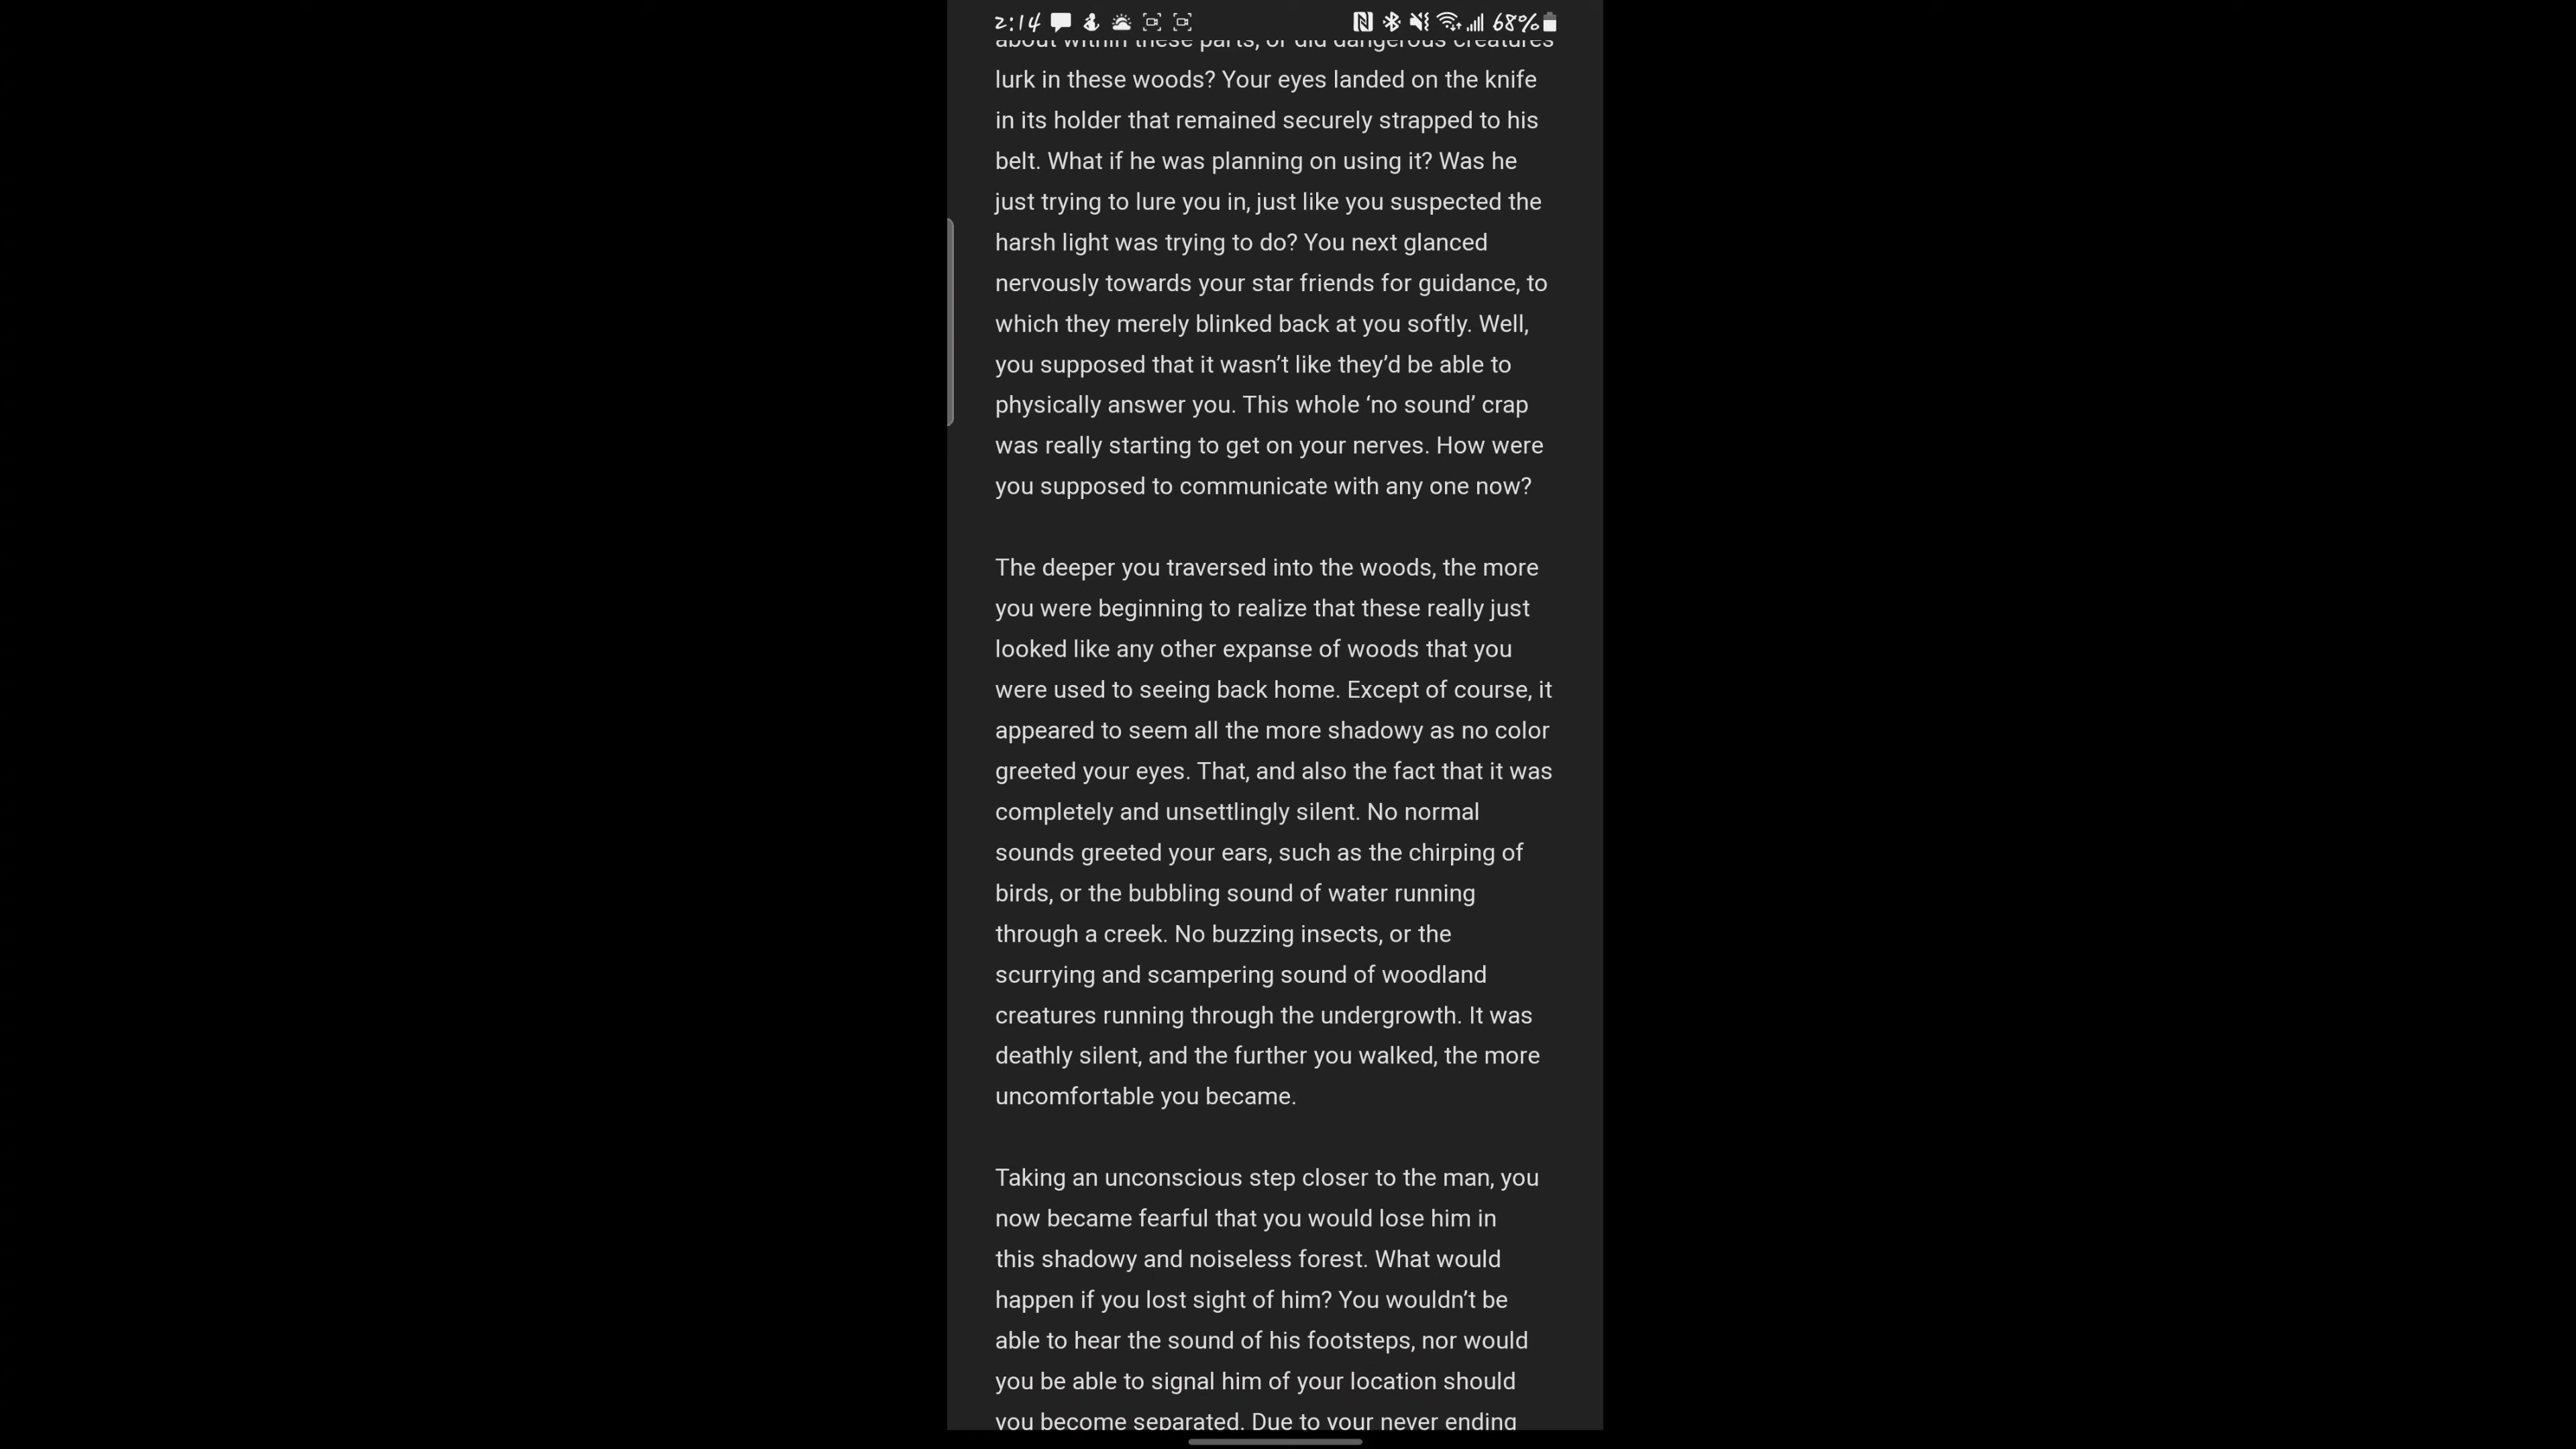 2:14 68%
about within these parts, or did dangerous creatures
lurk in these woods? Your eyes landed on the knife
in its holder that remained securely strapped to his
belt. What if he was planning on using it? Was he
just trying to lure you in, just like you suspected the
harsh light was trying to do? You next glanced
nervously towards your star friends for guidance, to
which they merely blinked back at you softly. Well,
you supposed that it wasn’t like they’d be able to
physically answer you. This whole ‘no sound’ crap
was really starting to get on your nerves. How were
you supposed to communicate with any one now?
The deeper you traversed into the woods, the more
you were beginning to realize that these really just
looked like any other expanse of woods that you
were used to seeing back home. Except of course, it
appeared to seem all the more shadowy as no color
greeted your eyes. That, and also the fact that it was
completely and unsettlingly silent. No normal
sounds greeted your ears, such as the chirping of
birds, or the bubbling sound of water running
through a creek. No buzzing insects, or the
scurrying and scampering sound of woodland
creatures running through the undergrowth. It was
deathly silent, and the further you walked, the more
uncomfortable you became.
Taking an unconscious step closer to the man, you
now became fearful that you would lose him in
this shadowy and noiseless forest. What would
happen if you lost sight of him? You wouldn’t be
able to hear the sound of his footsteps, nor would
you be able to signal him of your location should
you become separated. Due to your never ending